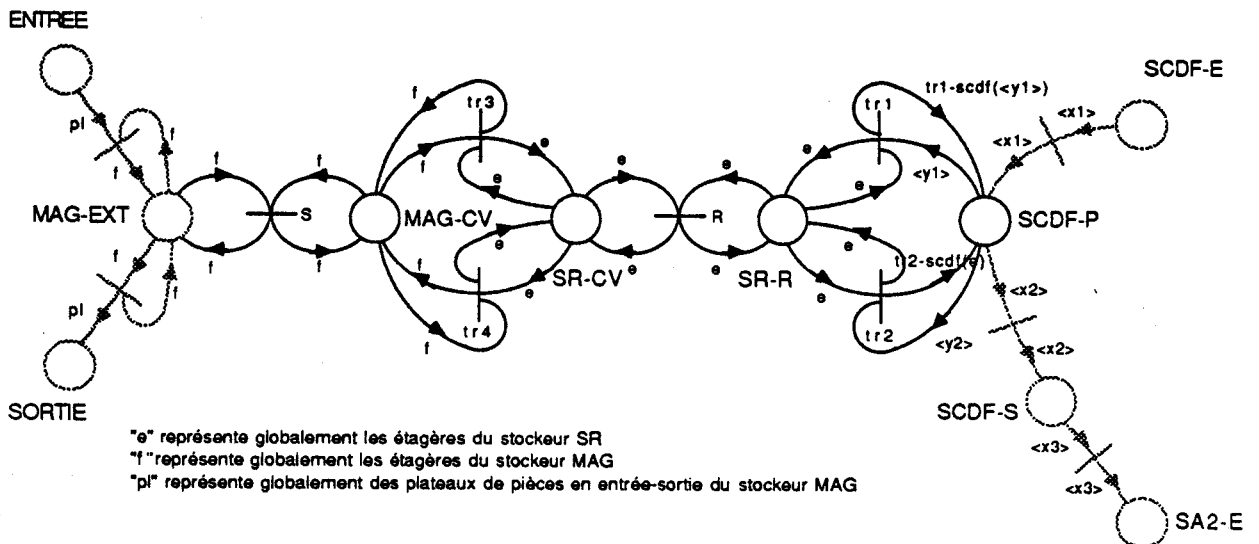 ENTREE
SCDF-E
pl
f
f
f
tr3
tr1
tr1-scdf(<y1>)
<x1>
<x1>
f
e
e
<y1>
f
f
e
e
e
e
MAG-EXT
S
MAG-CV
R
SCDF-P
f
f
f
e
e
e
tr2-scdf(e)
SR-CV
SR-R
pl
f
f
e
e
e
tr4
f
tr2
<y2>
<x2>
<x2>
SORTIE
SCDF-S
"e" représente globalement les étagères du stockeur SR
"f" représente globalement les étagères du stockeur MAG
"pl" représente globalement des plateaux de pièces en entrée-sortie du stockeur MAG
<x3>
<x3>
SA2-E